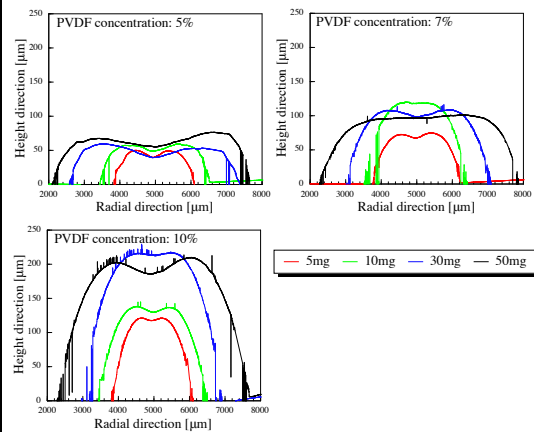 PVDF concentration: 5%
Height direction [μm]
250
200
150
100
50
0
2000 3000 4000 5000 6000 7000 8000
Radial direction [μm]
PVDF concentration: 7%
Height direction [μm]
250
200
150
100
50
0
2000 3000 4000 5000 6000 7000 8000
Radial direction [μm]
PVDF concentration: 10%
Height direction [μm]
250
200
150
100
50
0
2000 3000 4000 5000 6000 7000 8000
Radial direction [μm]
5mg 10mg 30mg 50mg